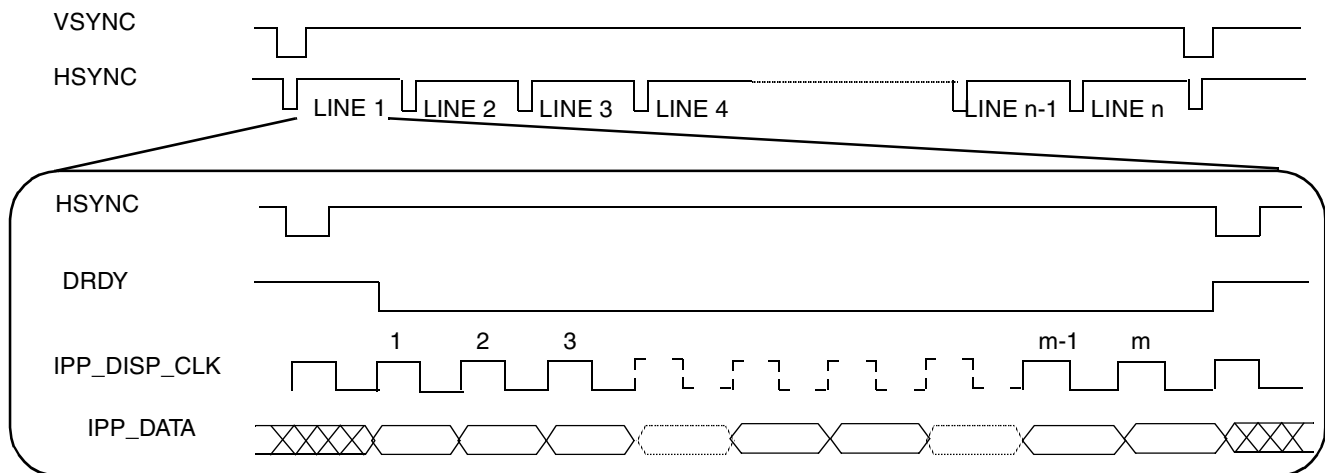 VSYNC
HSYNC
LINE 1 LINE 2 LINE 3 LINE 4 LINE n-1 LINE n
HSYNC
DRDY
1 2 3 m-1 m
IPP_DISP_CLK
IPP_DATA